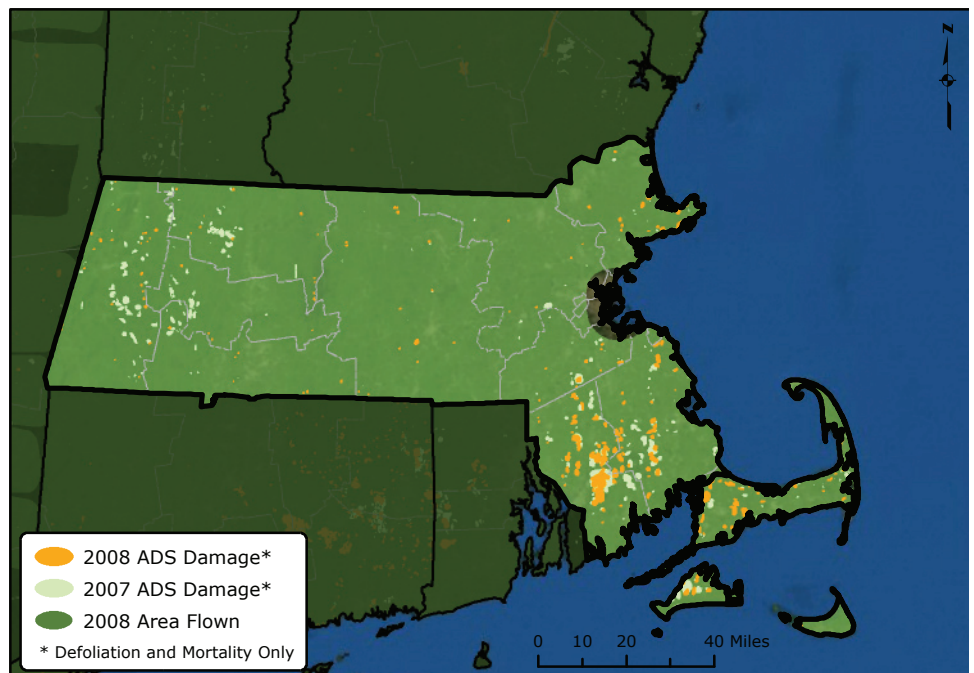 N
2008 ADS Damage*
2007 ADS Damage*
2008 Area Flown
* Defoliation and Mortality Only
0 10 20 40 Miles